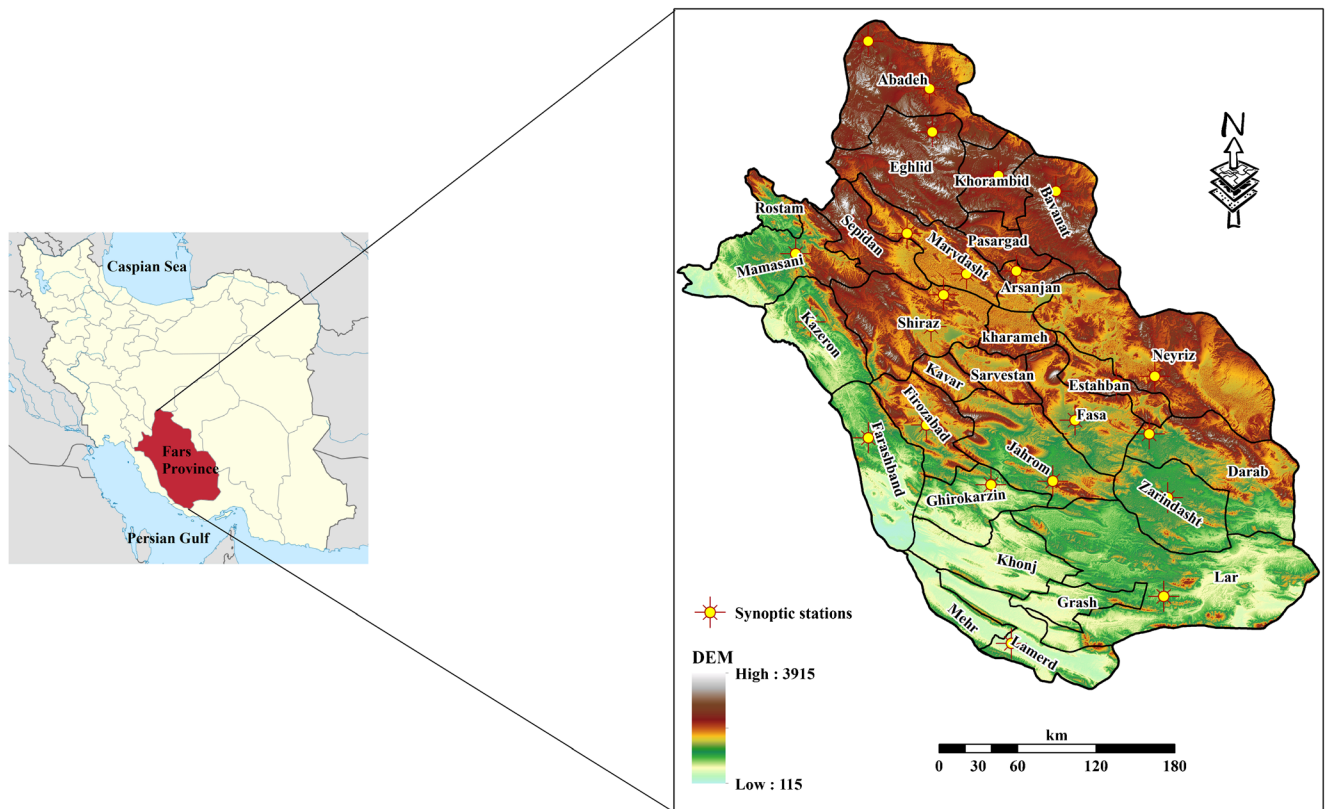 Caspian Sea
Fars
Province
Persian Gulf
N
Abadeh
Eghlid
Khorambid
Bavanat
Rostam
Sepidan
Marvdasht
Pasargad
Mamasani
Arsanjan
Kazeron
Shiraz
kharameh
Neyriz
Kavar
Sarvestan
Estahban
Firozabad
Fasa
Farashband
Jahrom
Darab
Ghirokarzin
Zarindasht
Khonj
Lar
Grash
Mehr
Lamerd
Synoptic stations
DEM
High : 3915
Low : 115
km
0 30 60 120 180